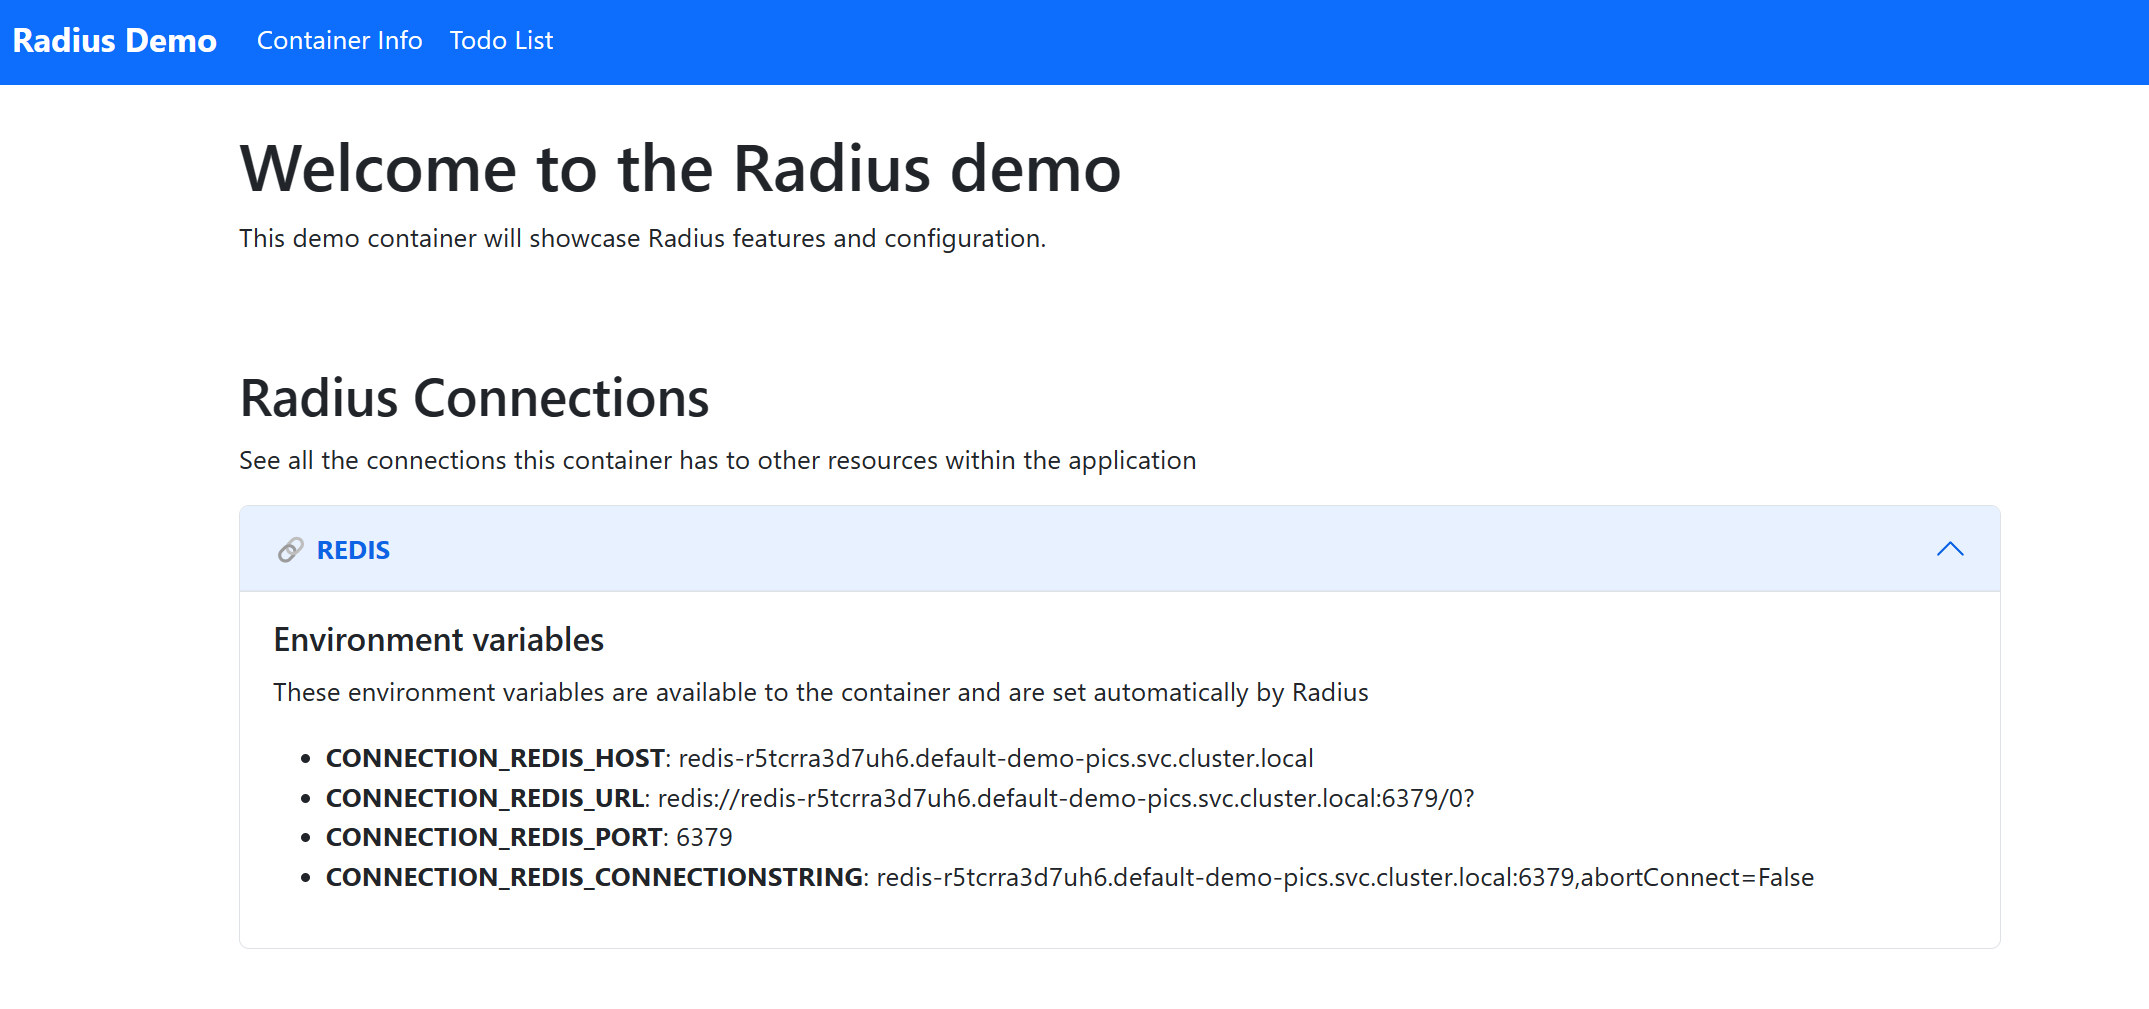 Radius Demo Container Info Todo List
Welcome to the Radius demo
This demo container will showcase Radius features and configuration.
Radius Connections
See all the connections this container has to other resources within the application
REDIS
Environment variables
These environment variables are available to the container and are set automatically by Radius
CONNECTION_REDIS_HOST: redis-r5tcrra3d7uh6.default-demo-pics.svc.cluster.local
CONNECTION_REDIS_URL: redis://redis-r5tcrra3d7uh6.default-demo-pics.svc.cluster.local:6379/0?
CONNECTION_REDIS_PORT: 6379
CONNECTION_REDIS_CONNECTIONSTRING: redis-r5tcrra3d7uh6.default-demo-pics.svc.cluster.local:6379,abortConnect=False